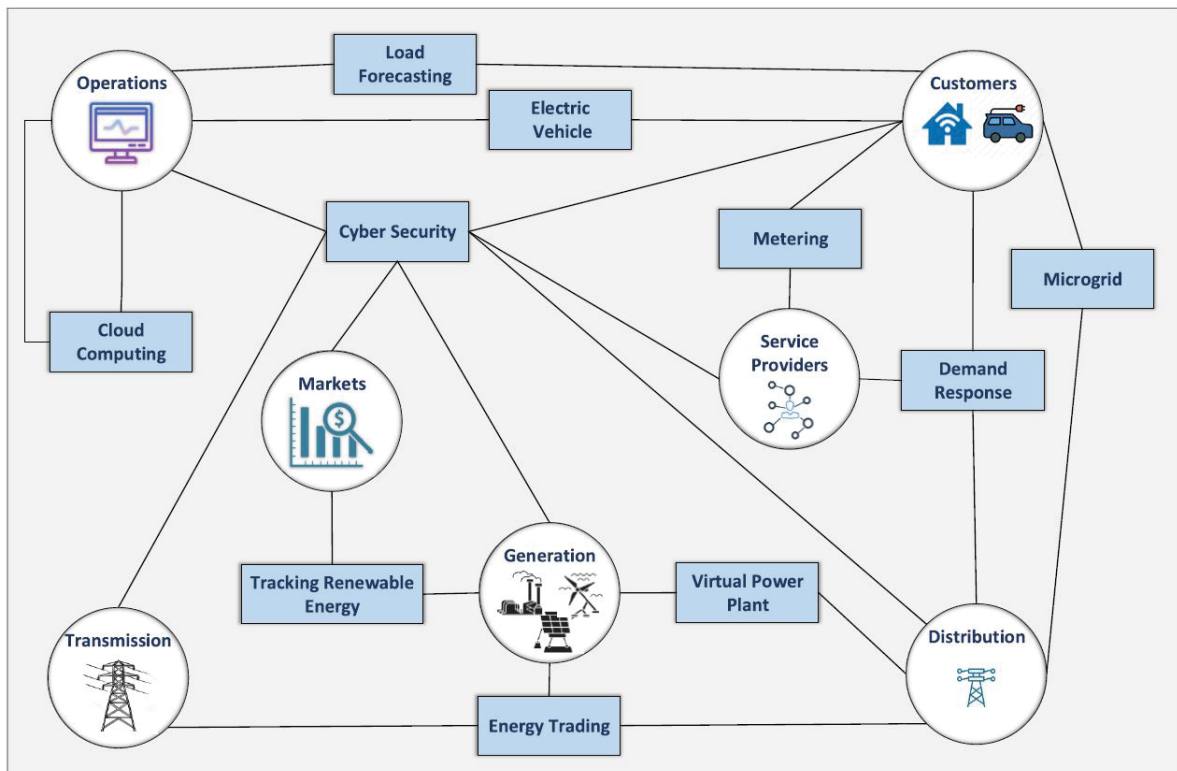 Operations
Load
Forecasting
Customers
Electric
Vehicle
Cyber Security
Metering
Microgrid
Cloud
Computing
Service
Providers
Demand
Response
Markets
$
Generation
Tracking Renewable
Energy
Virtual Power
Plant
Transmission
Distribution
Energy Trading